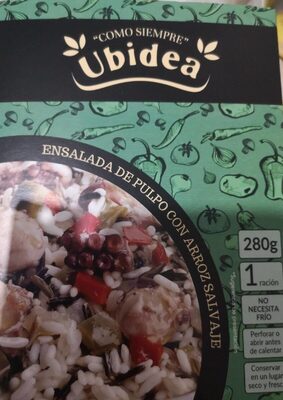 "COMO SIEMPRE"
Ubidea
ENSALADA DE PULPO CON ARROZ SALVAJE
280g
1
ración
NO
NECESITA
FRÍO
Perforar o
abrir antes
de calentar
Conservar
en un lugar
seco y fresco